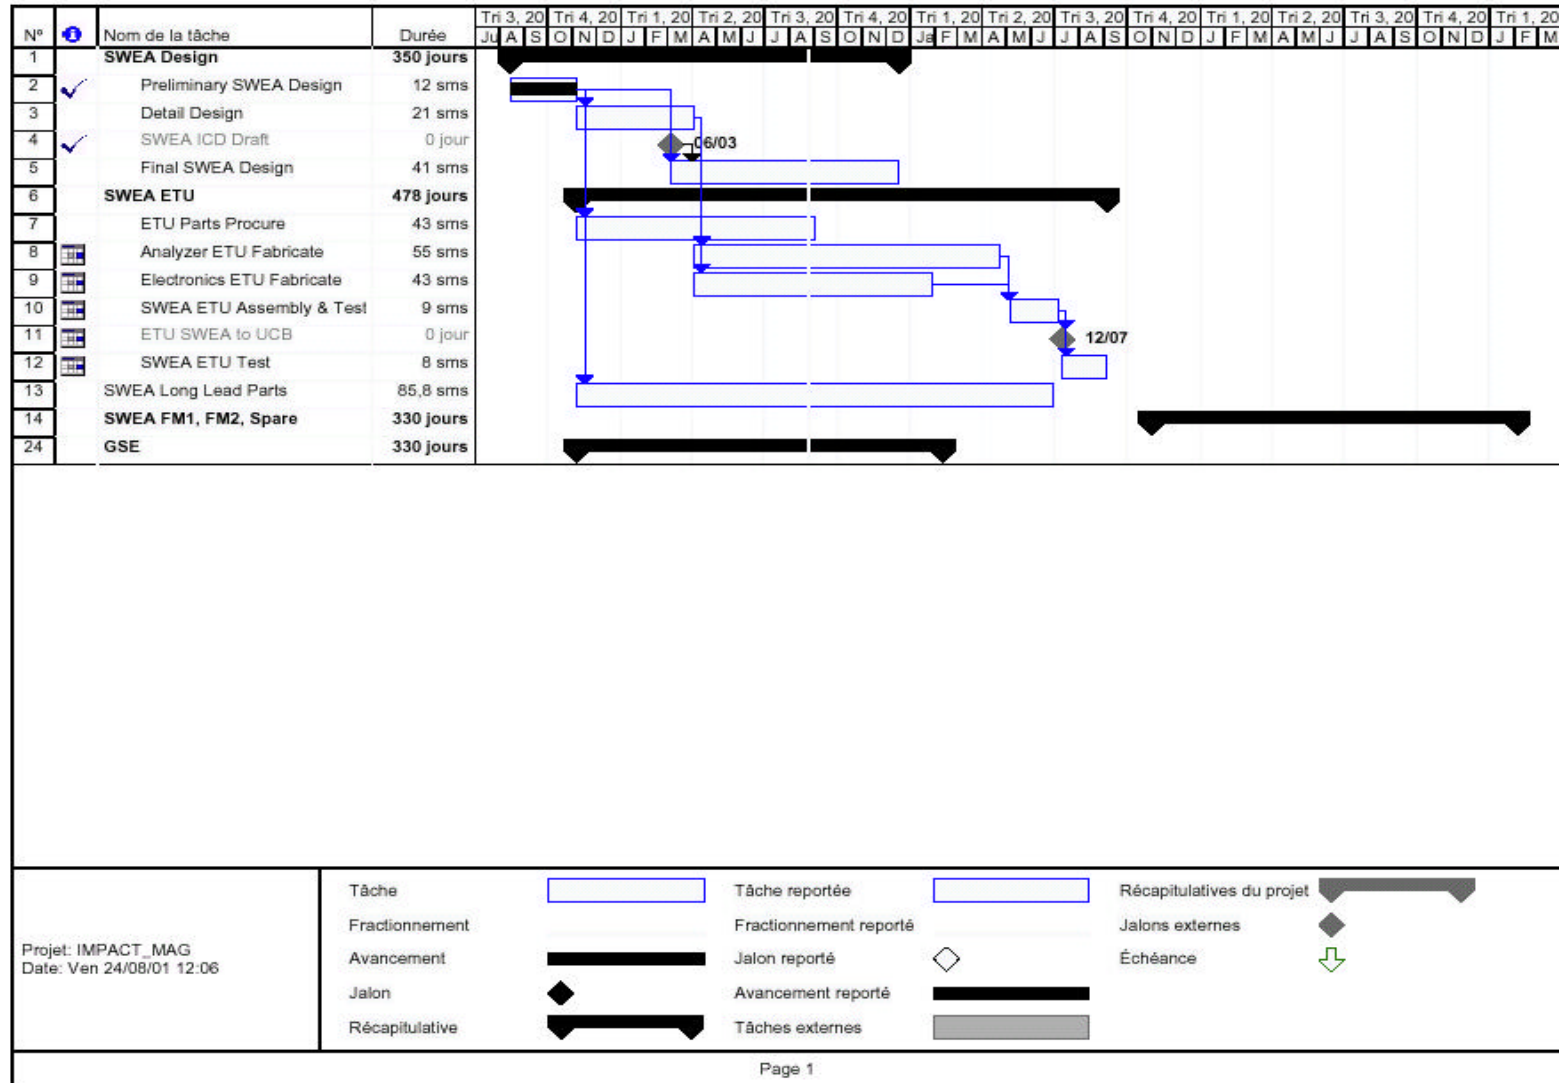 Tri 3, 20 Tri 4, 20 Tri 1, 20 Tri 2, 20 Tri 3, 20 Tri 4, 20 Tri 1, 20 Tri 2, 20 Tri 3, 20 Tri 4, 20 Tri 1, 20 Tri 2, 20 Tri 3, 20 Tri 4, 20 Tri 1, 20
N° i Nom de la tâche Durée Ju A S O N D J F M A M J J A S O N D Ja F M A M J J A S O N D J F M A M J J A S O N D J F M
1 SWEA Design 350 jours
2 Preliminary SWEA Design 12 sms
3 Detail Design 21 sms
4 SWEA ICD Draft 0 jour 06/03
5 Final SWEA Design 41 sms
6 SWEA ETU 478 jours
7 ETU Parts Procure 43 sms
8 Analyzer ETU Fabricate 55 sms
9 Electronics ETU Fabricate 43 sms
10 SWEA ETU Assembly & Test 9 sms
11 ETU SWEA to UCB 0 jour 12/07
12 SWEA ETU Test 8 sms
13 SWEA Long Lead Parts 85,8 sms
14 SWEA FM1, FM2, Spare 330 jours
24 GSE 330 jours
Projet: IMPACT_MAG
Date: Ven 24/08/01 12:06
Tâche Tâche reportée Récapitulatives du projet
Fractionnement Fractionnement reporté Jalons externes
Avancement Jalon reporté Échéance
Jalon Avancement reporté
Récapitulative Tâches externes
Page 1